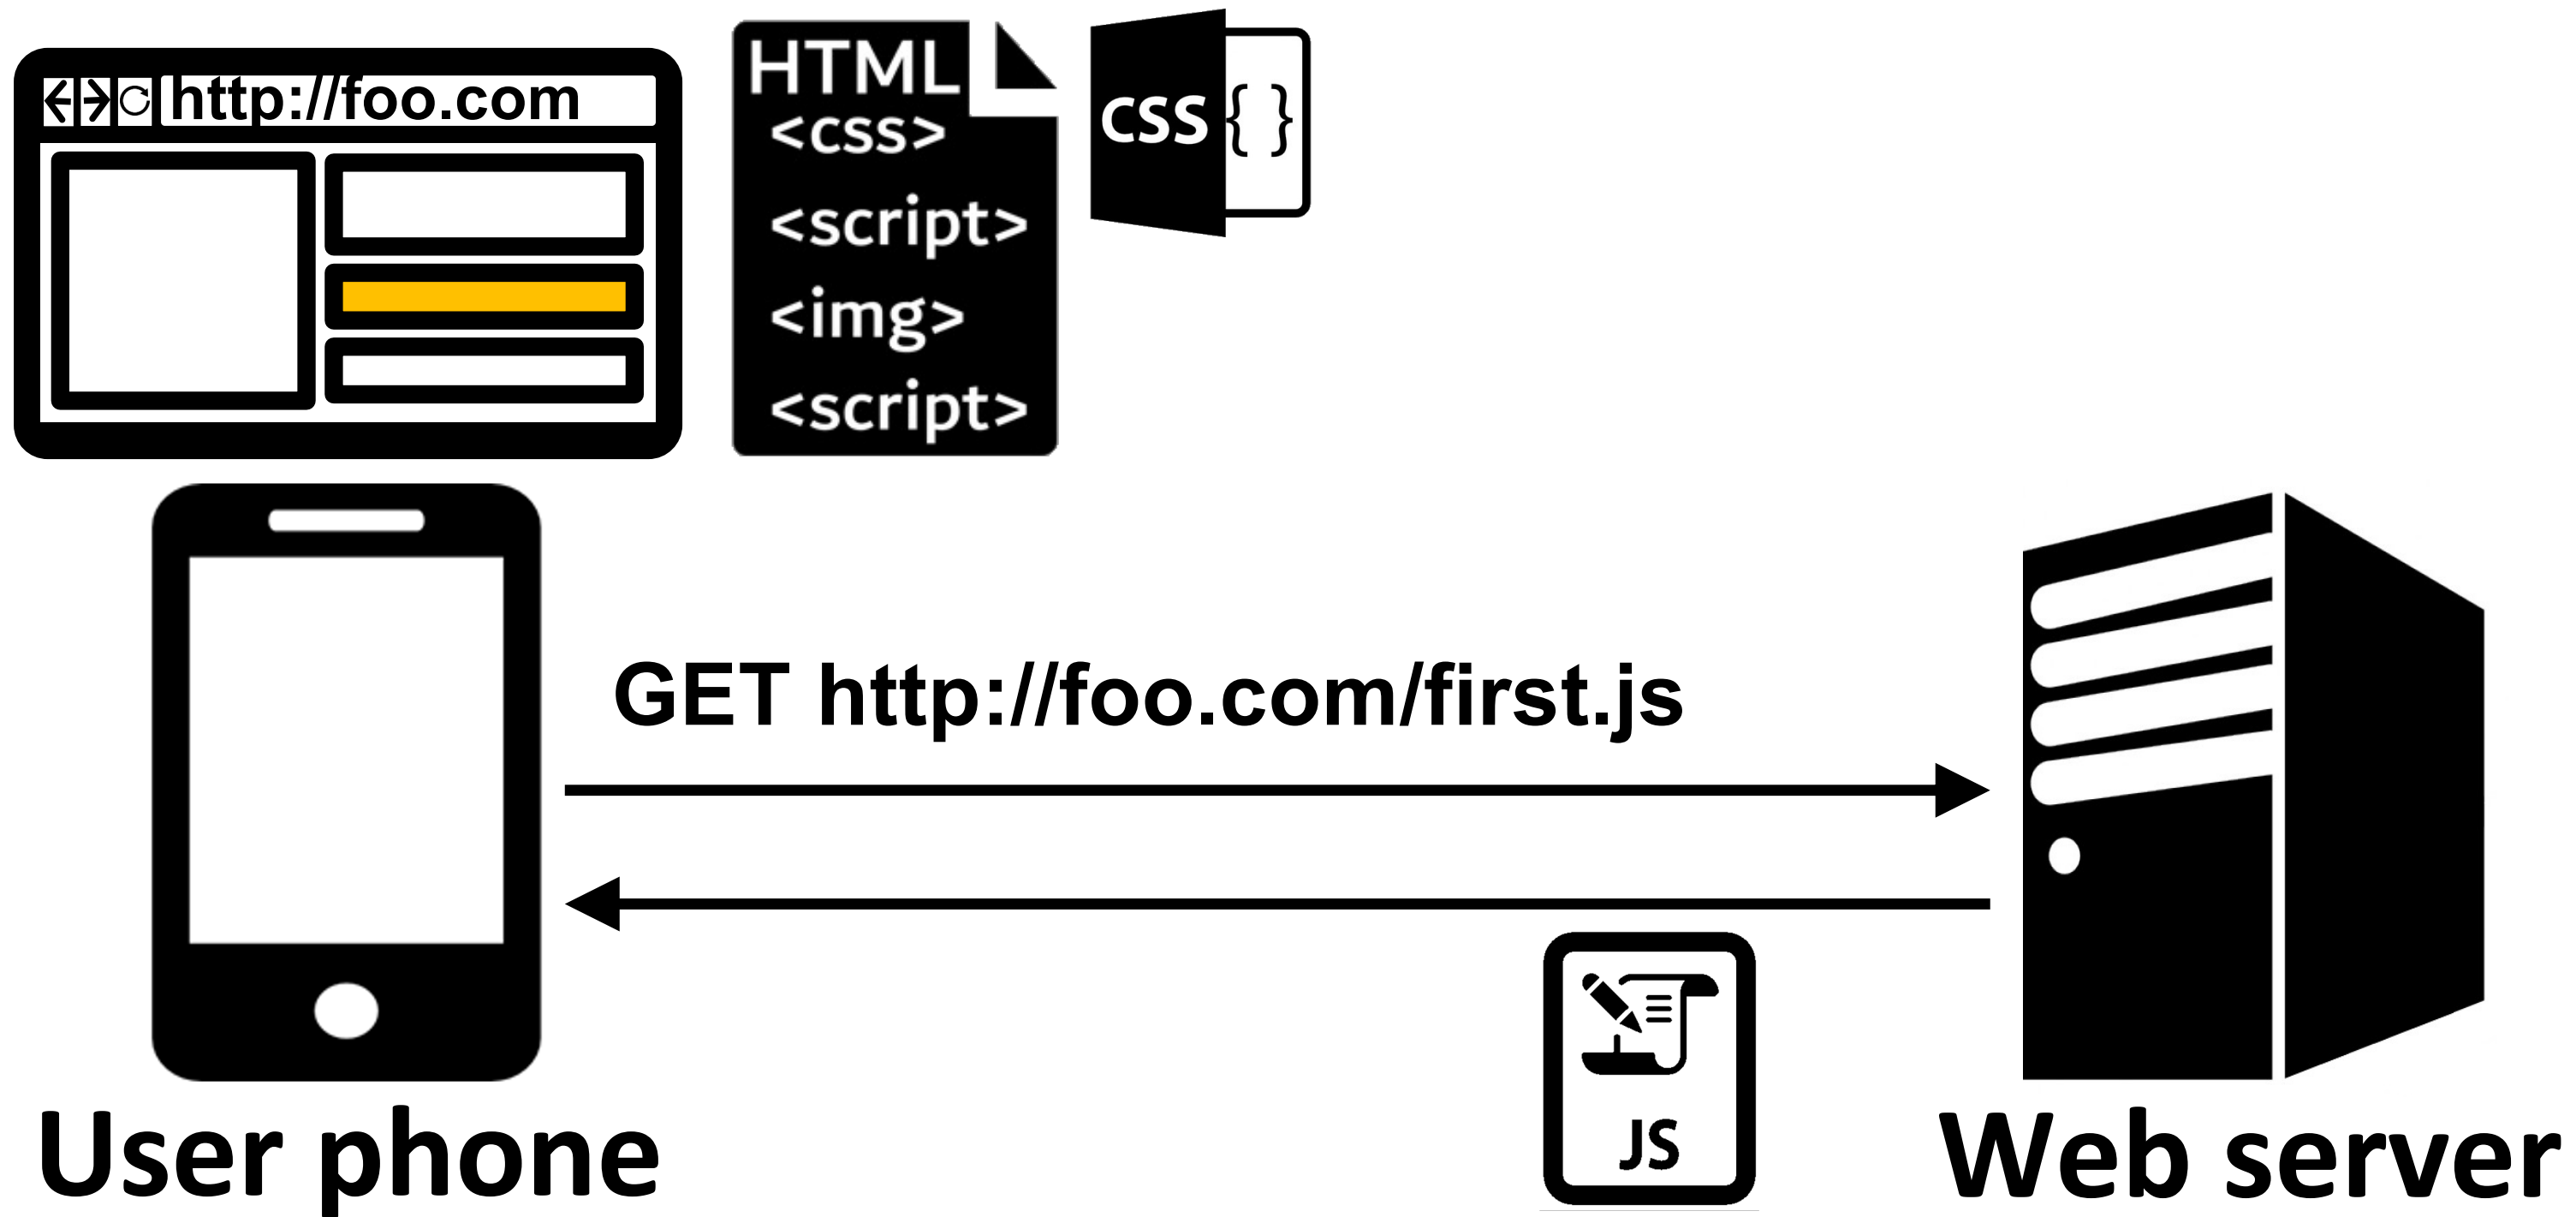 http://foo.com
HTML
<css>
<script>
<img>
<script>
CSS { }
GET http://foo.com/first.js
JS
User phone
Web server